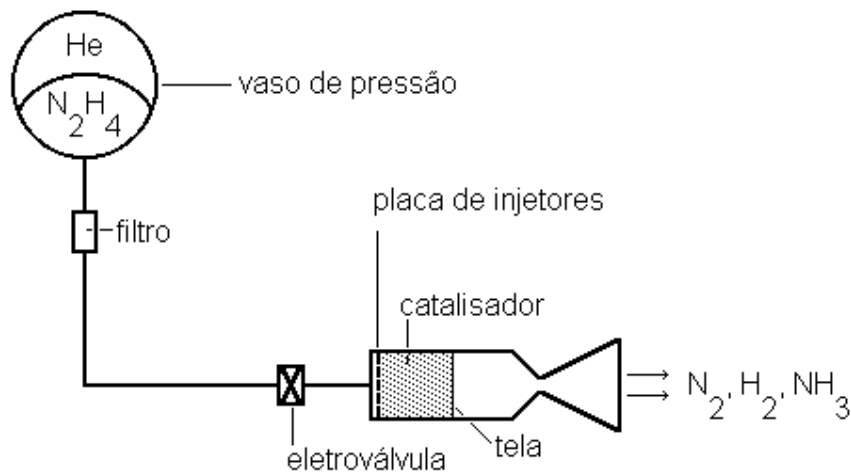 He
N2H4
vaso de pressão
filtro
placa de injetores
catalisador
N2, H2, NH3
tela
eletroválvula